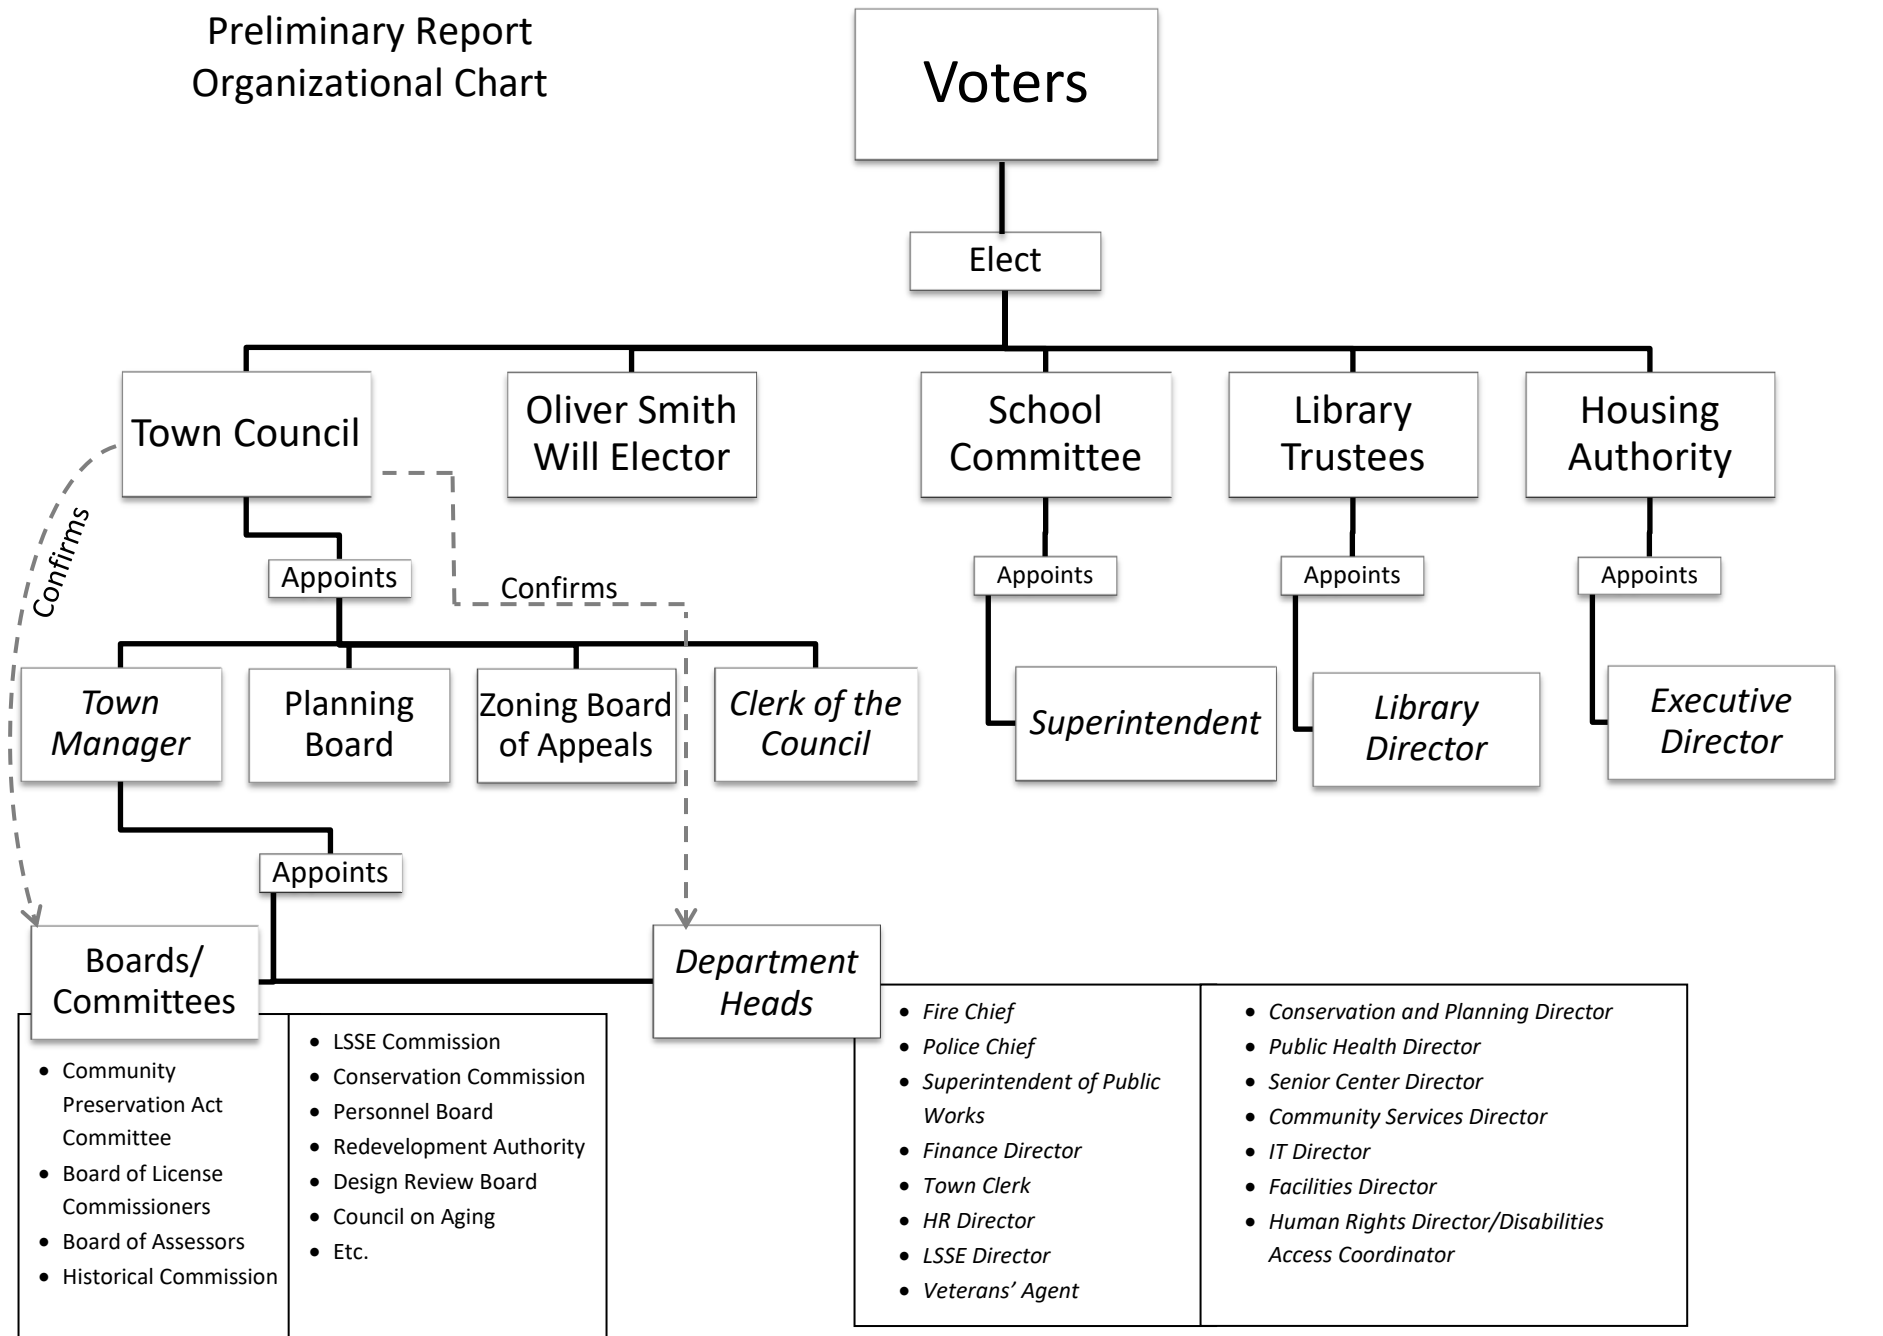 Preliminary Report
Organizational Chart
Voters
Elect
Town Council
Oliver Smith
Will Elector
School
Committee
Library
Trustees
Housing
Authority
Confirms
Appoints
Confirms
Appoints
Appoints
Appoints
Town
Manager
Planning
Board
Zoning Board
of Appeals
Clerk of the
Council
Superintendent
Library
Director
Executive
Director
Appoints
Boards/
Committees
Department
Heads
• Community
Preservation Act
Committee
• Board of License
Commissioners
• Board of Assessors
• Historical Commission
• LSSE Commission
• Conservation Commission
• Personnel Board
• Redevelopment Authority
• Design Review Board
• Council on Aging
• Etc.
• Fire Chief
• Police Chief
• Superintendent of Public
Works
• Finance Director
• Town Clerk
• HR Director
• LSSE Director
• Veterans’ Agent
• Conservation and Planning Director
• Public Health Director
• Senior Center Director
• Community Services Director
• IT Director
• Facilities Director
• Human Rights Director/Disabilities
Access Coordinator